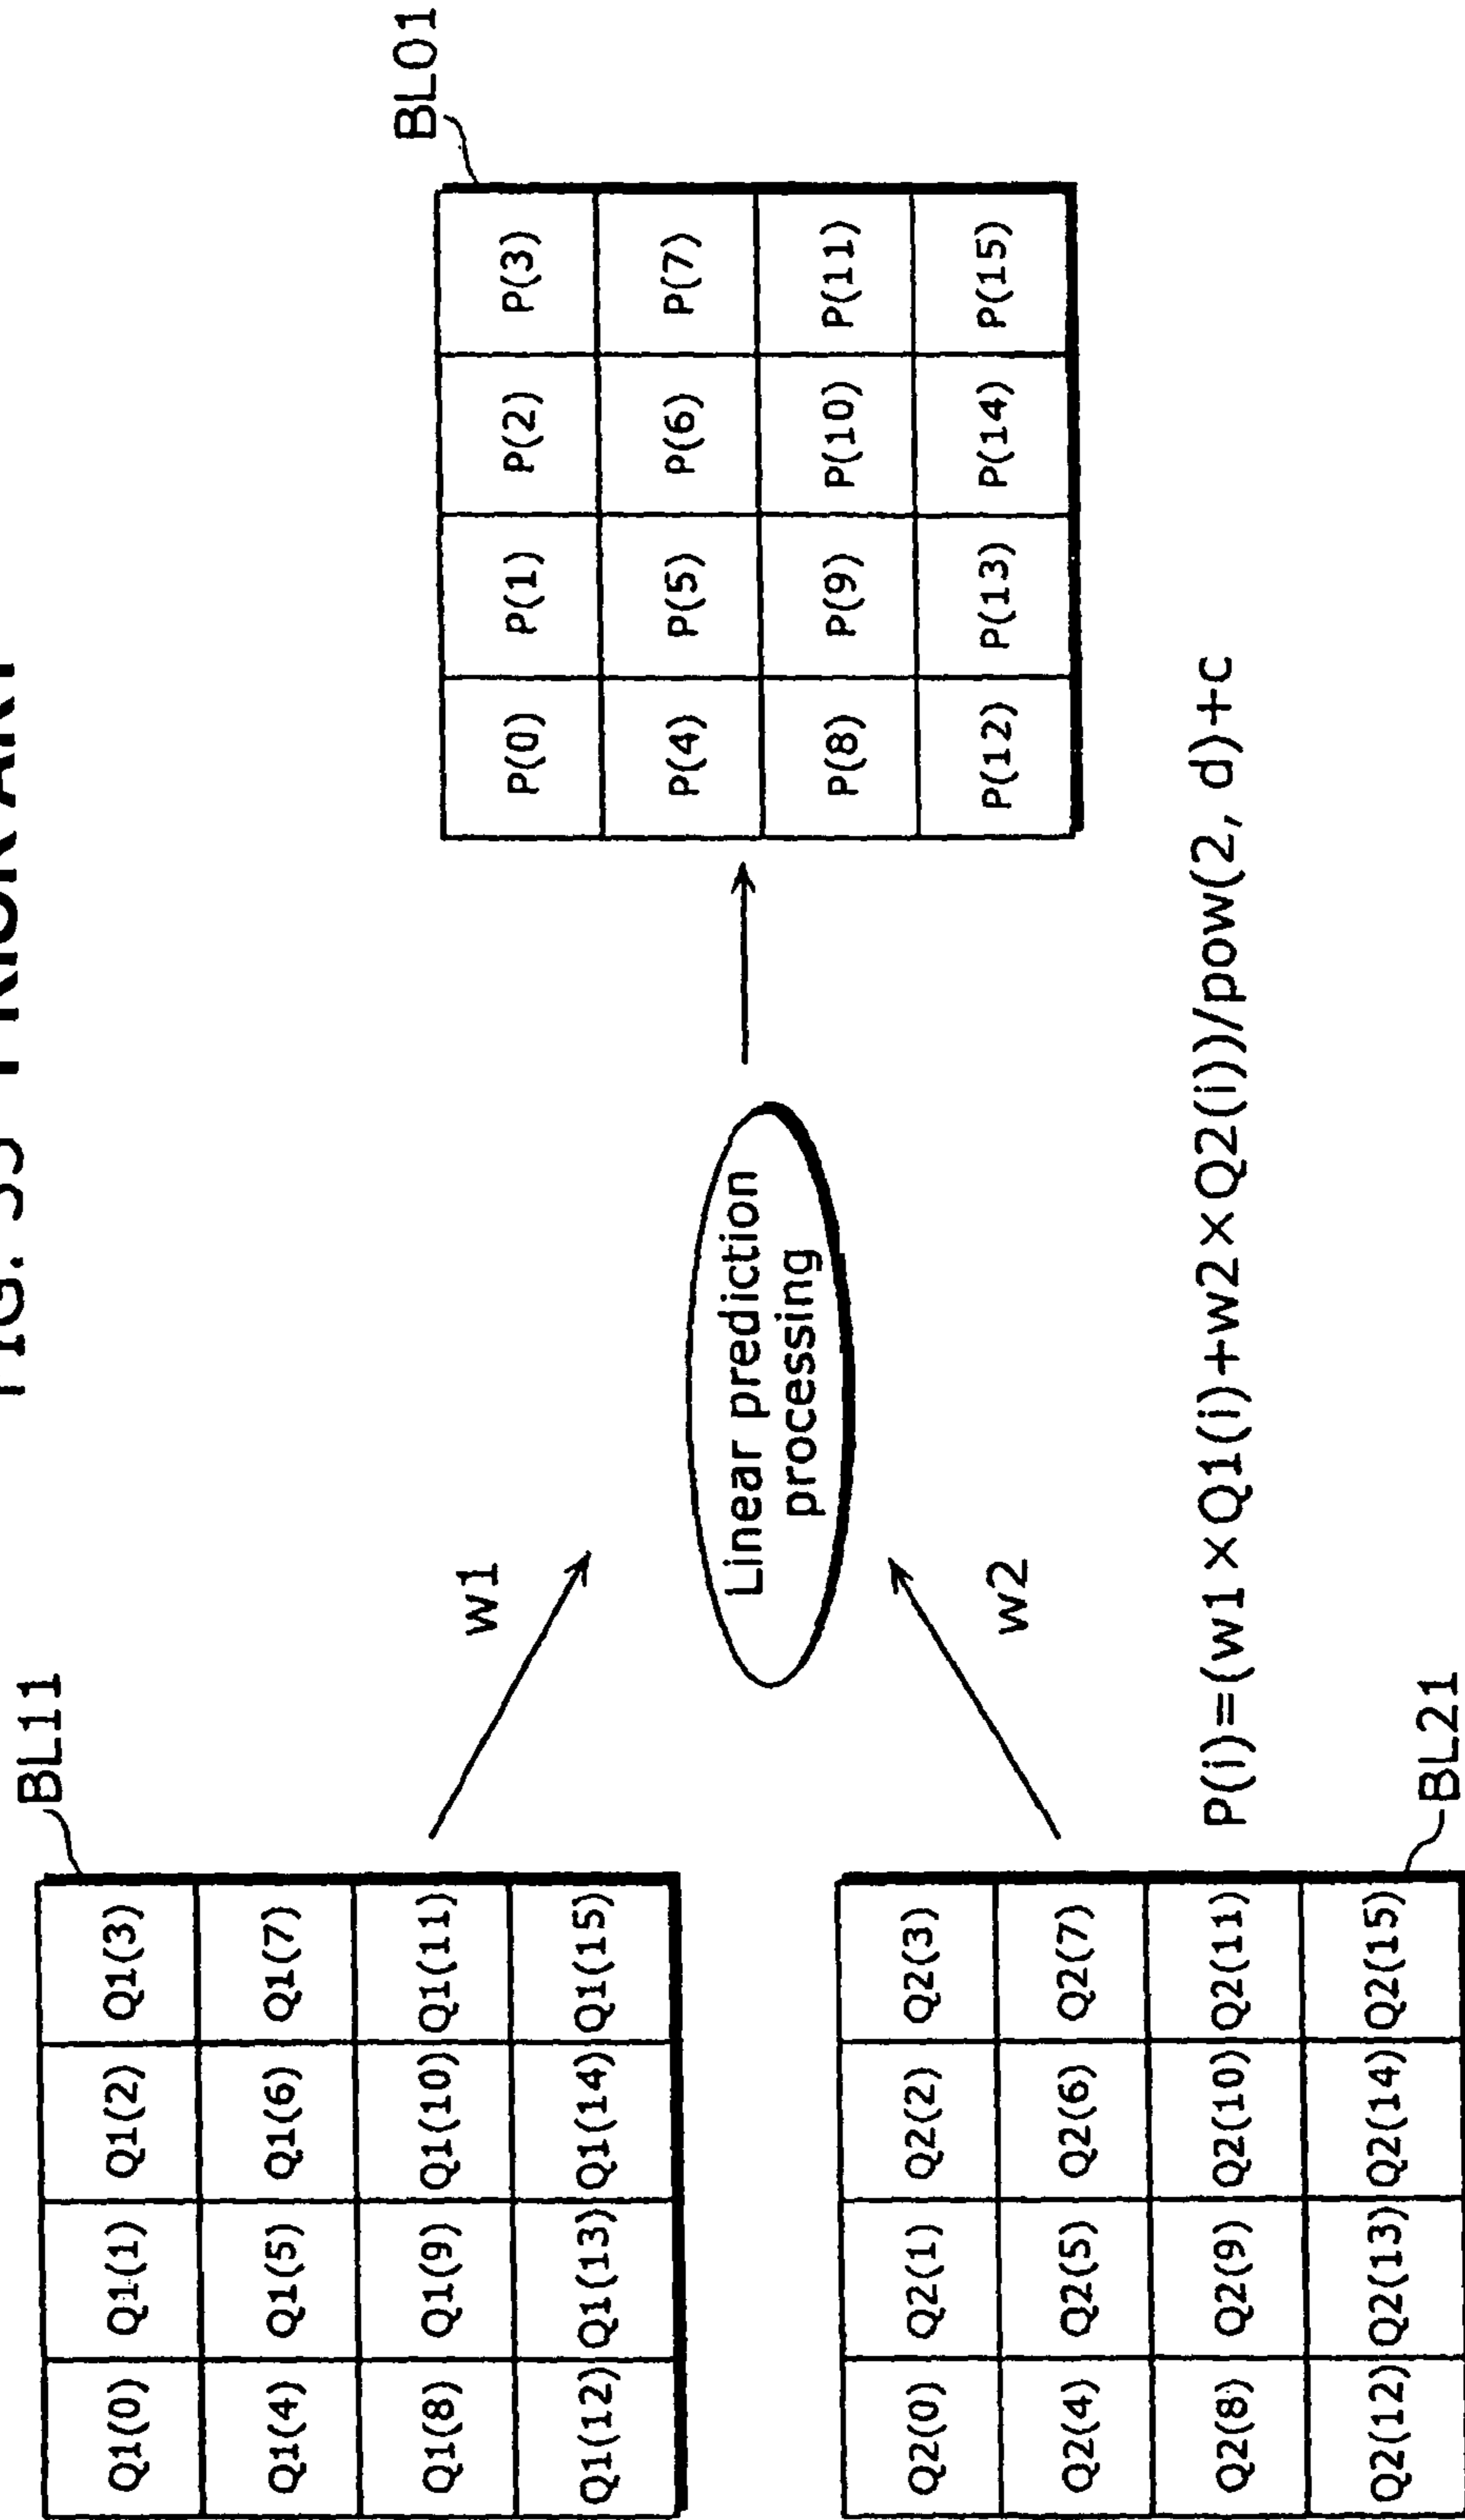 FIG. 35 PRIOR ART
BL11
Q1(0) Q1(1) Q1(2) Q1(3)
Q1(4) Q1(5) Q1(6) Q1(7)
Q1(8) Q1(9) Q1(10) Q1(11)
Q1(12) Q1(13) Q1(14) Q1(15)
w1
Linear prediction
processing
w2
BL01
P(0) P(1) P(2) P(3)
P(4) P(5) P(6) P(7)
P(8) P(9) P(10) P(11)
P(12) P(13) P(14) P(15)
Q2(0) Q2(1) Q2(2) Q2(3)
Q2(4) Q2(5) Q2(6) Q2(7)
Q2(8) Q2(9) Q2(10) Q2(11)
Q2(12) Q2(13) Q2(14) Q2(15)
P(i)=(w1×Q1(i)+w2×Q2(i))/pow(2, d)+c
BL21